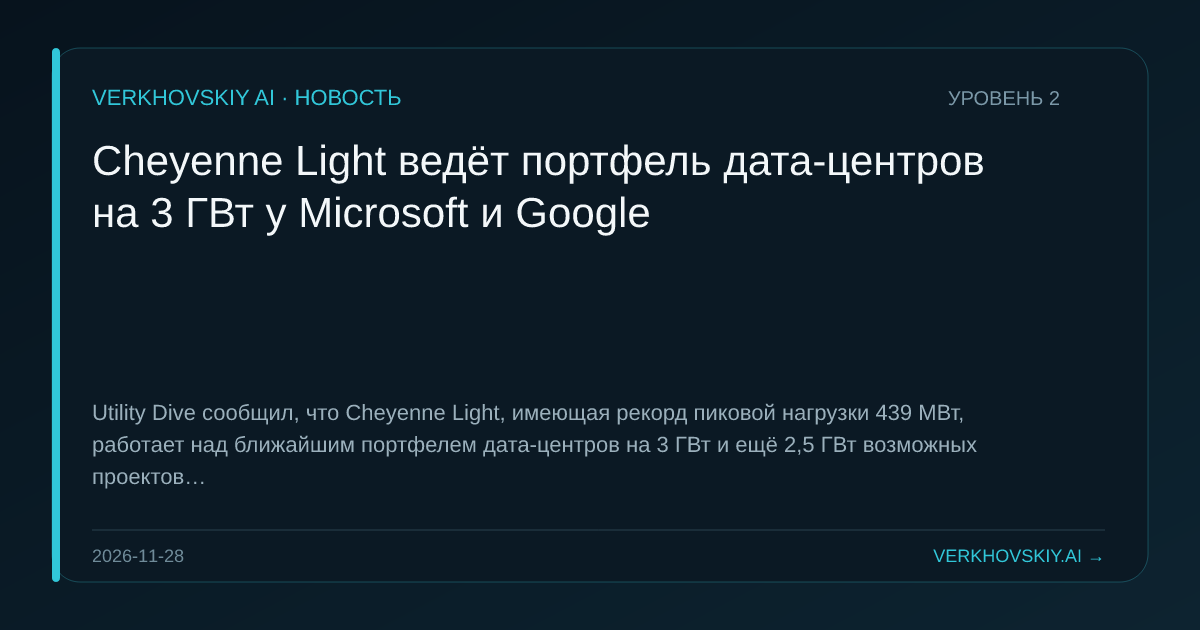 VERKHOVSKIY AI · НОВОСТЬ
УРОВЕНЬ 2
Cheyenne Light ведёт портфель дата-центров
на 3 ГВт у Microsoft и Google
Utility Dive сообщил, что Cheyenne Light, имеющая рекорд пиковой нагрузки 439 МВт,
работает над ближайшим портфелем дата-центров на 3 ГВт и ещё 2,5 ГВт возможных
проектов…
2026-11-28
VERKHOVSKIY.AI →